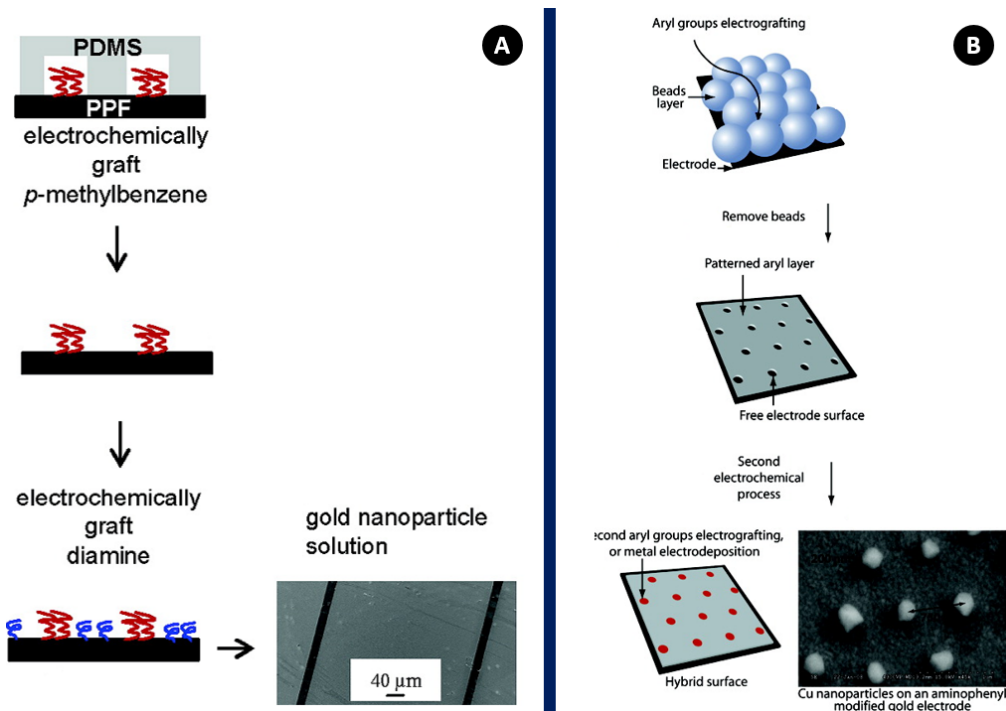 A
PDMS
PPF
electrochemically
graft
p-methylbenzene
electrochemically
graft
diamine
gold nanoparticle
solution
40 µm
B
Aryl groups electrografting
Beads
layer
Electrode
Remove beads
Patterned aryl layer
Free electrode surface
Second
electrochemical
process
econd aryl groups electrografting,
or metal electrodeposition
Hybrid surface
Cu nanoparticles on an aminophenyl
modified gold electrode